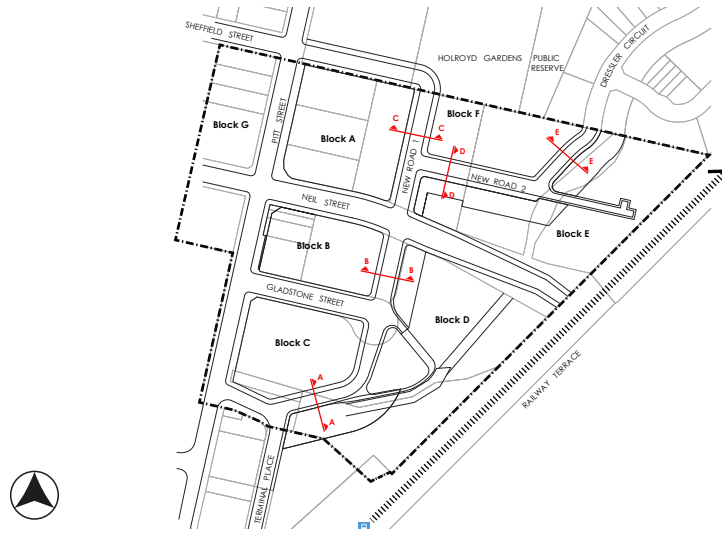 SHEFFIELD STREET
HOLROYD GARDENS PUBLIC
RESERVE
DRESSLER CIRCUIT
Block G
PITT STREET
Block A
Block F
C
C
D
E
E
NEW ROAD 1
NEW ROAD 2
D
NEIL STREET
Block E
Block B
B
B
GLADSTONE STREET
Block D
Block C
A
A
RAILWAY TERRACE
TERMINAL PLACE